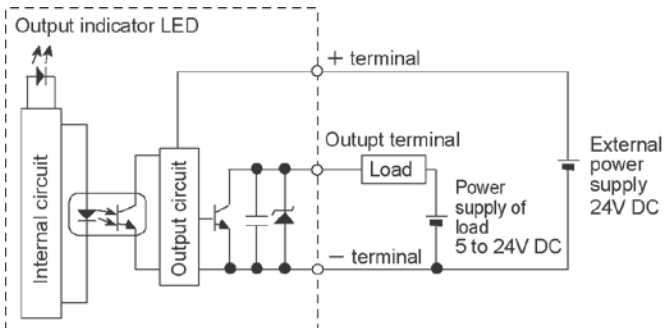 Output indicator LED
+ terminal
Outupt terminal
Load
Internal circuit
Output circuit
Power
supply of
load
5 to 24V DC
External
power
supply
24V DC
− terminal